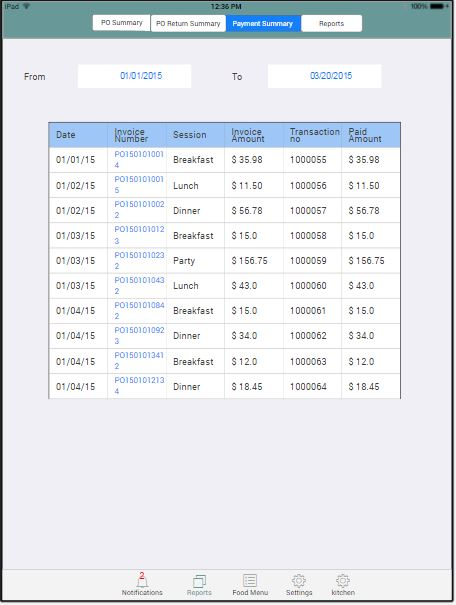 iPad 12:36 PM 100%
PO Summary PO Return Summary Payment Summary Reports
From 01/01/2015 To 03/20/2015
Date Invoice Number Session Invoice Amount Transaction no Paid Amount
01/01/15 PO1501010014 Breakfast $ 35.98 1000055 $ 35.98
01/02/15 PO1501010015 Lunch $ 11.50 1000056 $ 11.50
01/02/15 PO1501010022 Dinner $ 56.78 1000057 $ 56.78
01/03/15 PO1501010123 Breakfast $ 15.0 1000058 $ 15.0
01/03/15 PO1501010232 Party $ 156.75 1000059 $ 156.75
01/03/15 PO1501010432 Lunch $ 43.0 1000060 $ 43.0
01/04/15 PO1501010842 Breakfast $ 15.0 1000061 $ 15.0
01/04/15 PO1501010923 Dinner $ 34.0 1000062 $ 34.0
01/04/15 PO1501013412 Breakfast $ 12.0 1000063 $ 12.0
01/04/15 PO1501012134 Dinner $ 18.45 1000064 $ 18.45
2
Notifications Reports Food Menu Settings kitchen